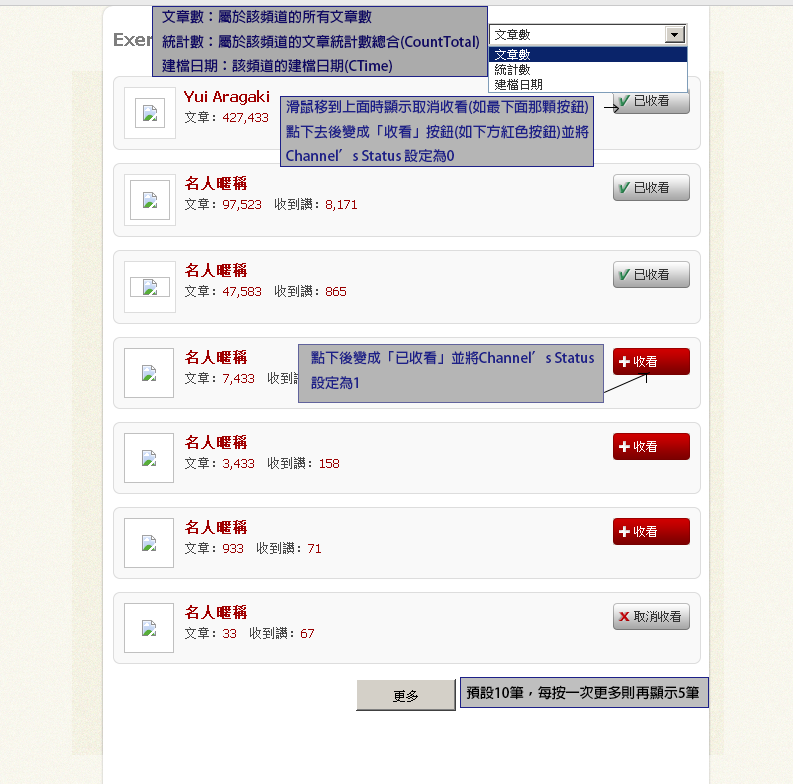 文章數：屬於該頻道的所有文章數
統計數：屬於該頻道的文章統計數總合(CountTotal)
建檔日期：該頻道的建檔日期(CTime)
Exer
文章數
文章數
統計數
建檔日期
Yui Aragaki
文章：427,433
已收看
滑鼠移到上面時顯示取消收看(如最下面那顆按鈕)
點下去後變成「收看」按鈕(如下方紅色按鈕)並將
Channel’s Status 設定為0
名人暱稱
文章：97,523 收到讚：8,171
已收看
名人暱稱
文章：47,583 收到讚：865
已收看
名人暱稱
文章：7,433 收到
收看
點下後變成「已收看」並將Channel’s Status
設定為1
名人暱稱
文章：3,433 收到讚：158
收看
名人暱稱
文章：933 收到讚：71
收看
名人暱稱
文章：33 收到讚：67
取消收看
更多
預設10筆，每按一次更多則再顯示5筆